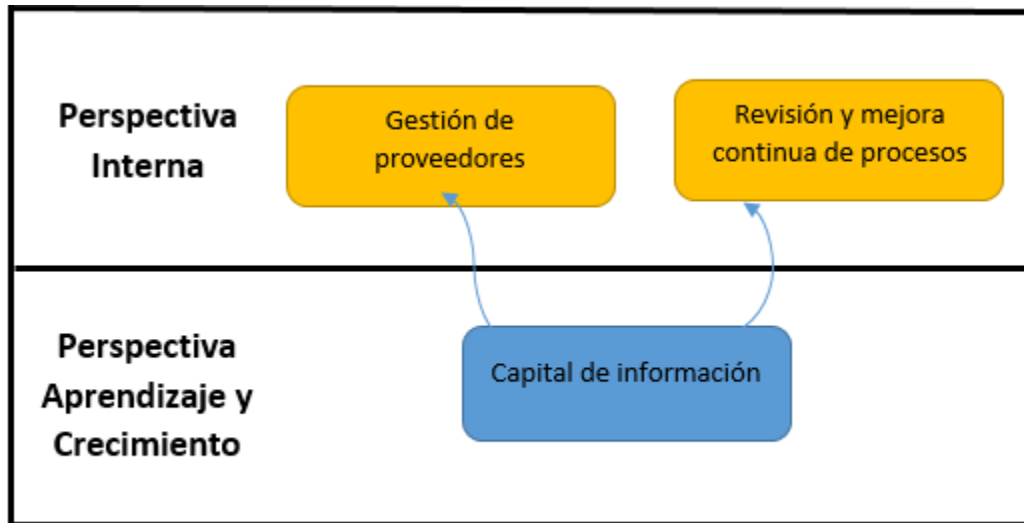 Perspectiva
Interna
Gestión de
proveedores
Revisión y mejora
continua de procesos
Perspectiva
Aprendizaje y
Crecimiento
Capital de información